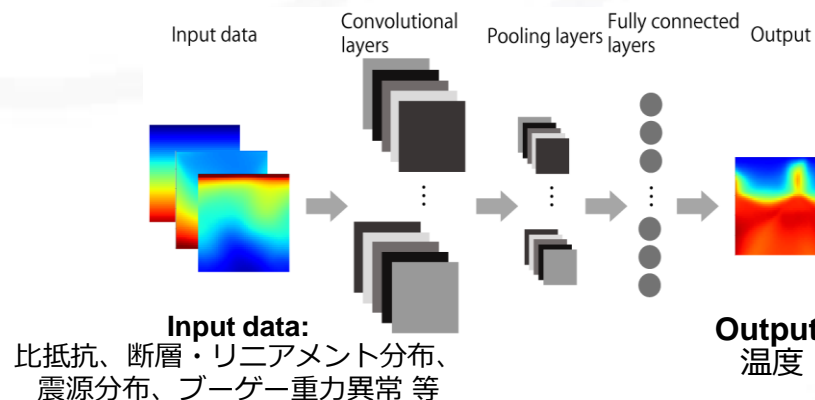 Input data
Convolutional
layers
Pooling layers
Fully connected
layers
Output
Input data:
比抵抗、断層・リニアメント分布、
震源分布、ブーゲー重力異常 等
Output
温度